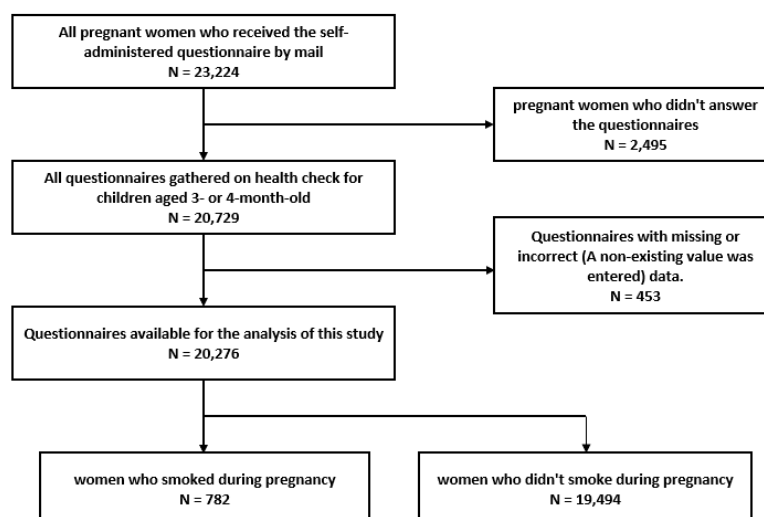 All pregnant women who received the self-
administered questionnaire by mail
N = 23,224
pregnant women who didn't answer
the questionnaires
N = 2,495
All questionnaires gathered on health check for
children aged 3- or 4-month-old
N = 20,729
Questionnaires with missing or
incorrect (A non-existing value was
entered) data.
N = 453
Questionnaires available for the analysis of this study
N = 20,276
women who smoked during pregnancy
N = 782
women who didn't smoke during pregnancy
N = 19,494